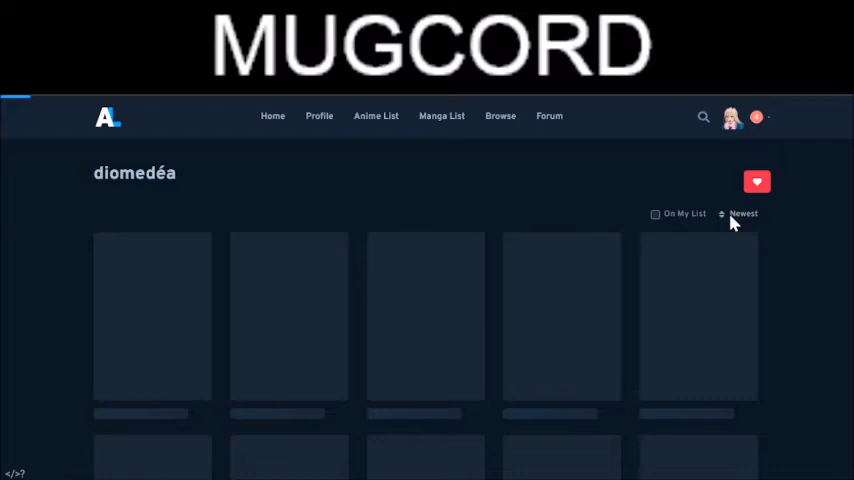 MUGCORD
AL
Home Profile Anime List Manga List Browse Forum
diomedéa
On My List Newest
</>?